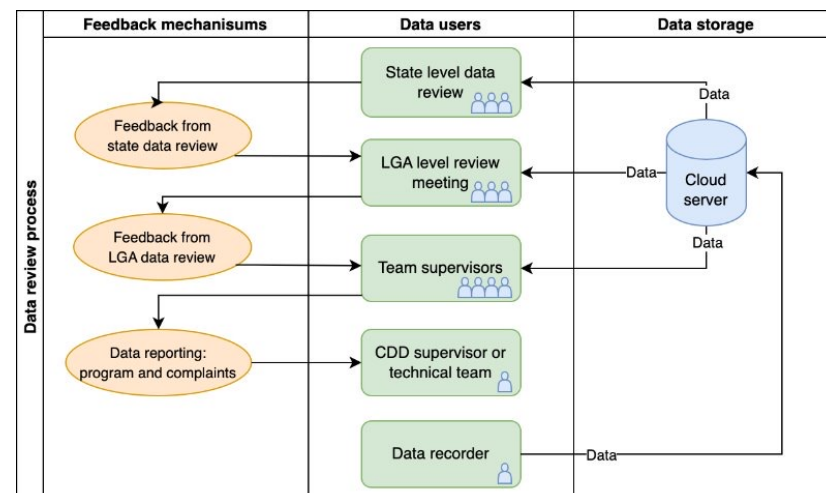 Feedback mechanisums
Data users
Data storage
Data review process
State level data
review
Data
Feedback from
state data review
LGA level review
meeting
Data
Cloud
server
Feedback from
LGA data review
Data
Team supervisors
Data reporting:
program and complaints
CDD supervisor or
technical team
Data recorder
Data